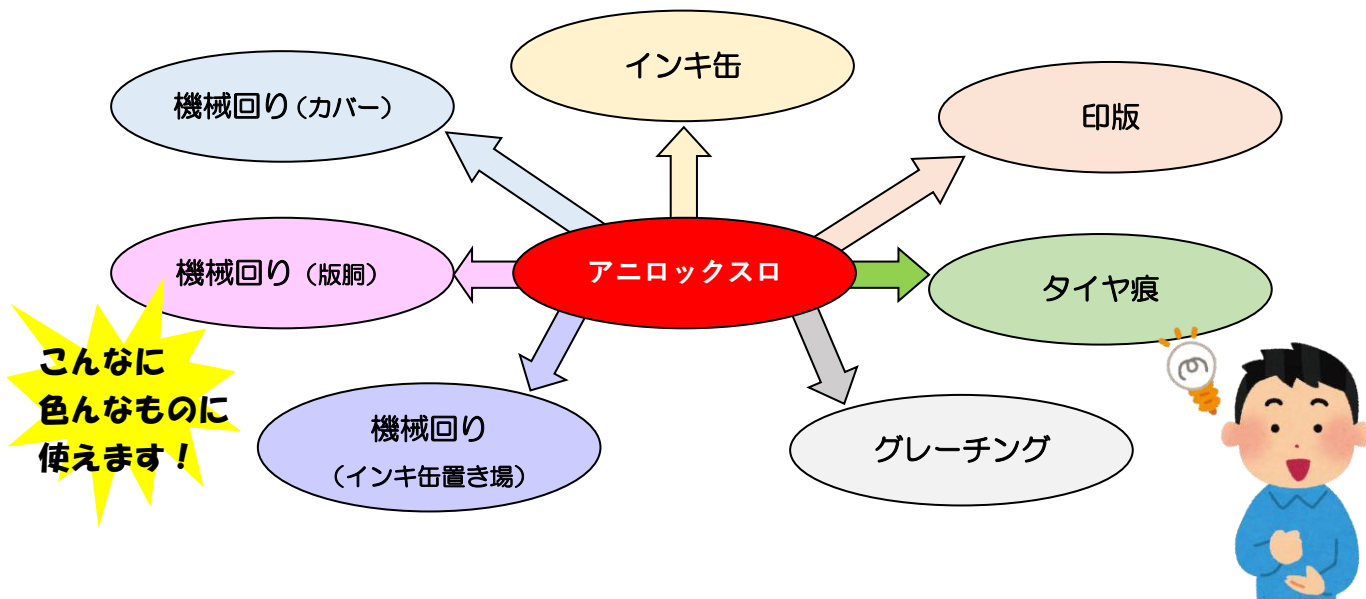 インキ缶
機械回り（カバー）
印版
機械回り（版胴）
アニロックスロ
タイヤ痕
こんなに
色んなものに
使えます！
機械回り
（インキ缶置き場）
グレーチング